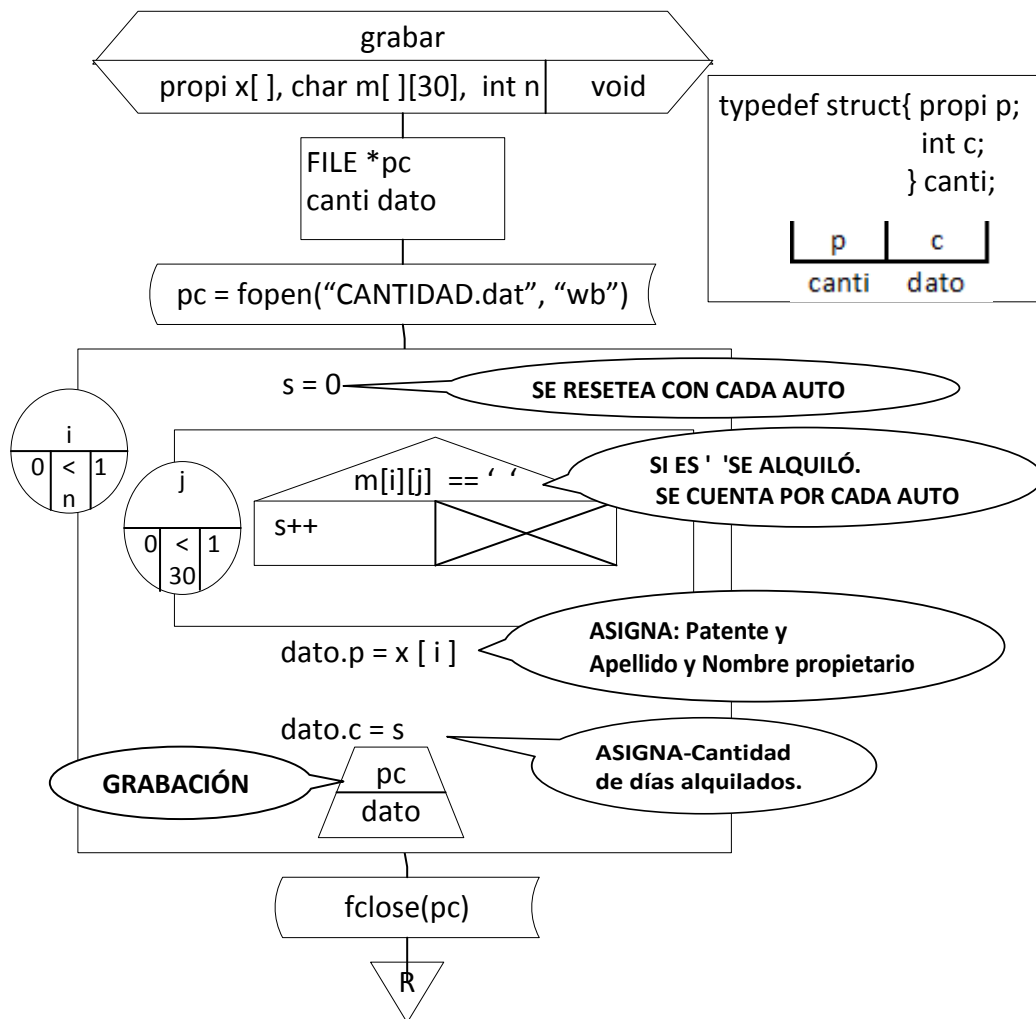 grabar
propi x[ ], char m[ ][30], int n void
typedef struct{ propi p;
int c;
} canti;
p c
canti dato
FILE *pc
canti dato
pc = fopen(“CANTIDAD.dat”, “wb”)
s = 0
SE RESETEA CON CADA AUTO
i
0 < 1
n
j
0 < 1
30
m[i][j] == ‘ ‘
SI ES ' 'SE ALQUILÓ.
SE CUENTA POR CADA AUTO
s++
dato.p = x [ i ]
ASIGNA: Patente y
Apellido y Nombre propietario
dato.c = s
ASIGNA-Cantidad
de días alquilados.
GRABACIÓN
pc
dato
fclose(pc)
R